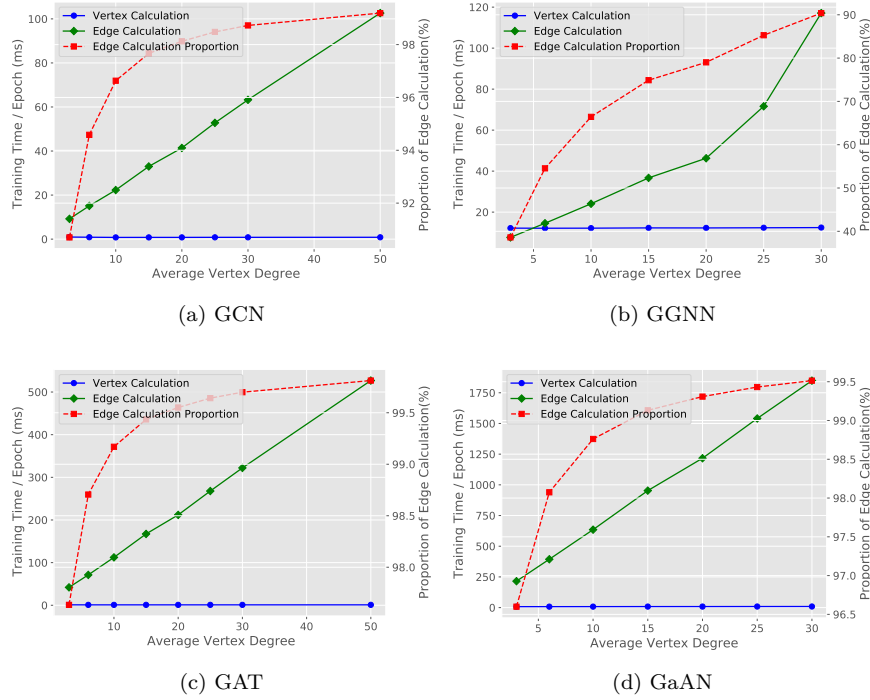 Vertex Calculation
Edge Calculation
Edge Calculation Proportion
Training Time / Epoch (ms)
120
100
80
60
40
20
0
98
96
94
92
Proportion of Edge Calculation(%)
10 20 30 40 50
Average Vertex Degree
(a) GCN
Vertex Calculation
Edge Calculation
Edge Calculation Proportion
Training Time / Epoch (ms)
120
100
80
60
40
20
90
80
70
60
50
40
Proportion of Edge Calculation(%)
5 10 15 20 25 30
Average Vertex Degree
(b) GGNN
Vertex Calculation
Edge Calculation
Edge Calculation Proportion
Training Time / Epoch (ms)
500
400
300
200
100
0
99.5
99.0
98.5
98.0
Proportion of Edge Calculation(%)
10 20 30 40 50
Average Vertex Degree
(c) GAT
Vertex Calculation
Edge Calculation
Edge Calculation Proportion
Training Time / Epoch (ms)
1750
1500
1250
1000
750
500
250
0
99.5
99.0
98.5
98.0
97.5
97.0
96.5
Proportion of Edge Calculation(%)
5 10 15 20 25 30
Average Vertex Degree
(d) GaAN